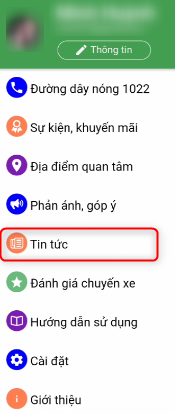 Thông tin
Đường dây nóng 1022
Sự kiện, khuyến mãi
Địa điểm quan tâm
Phản ánh, góp ý
Tin tức
Đánh giá chuyến xe
Hướng dẫn sử dụng
Cài đặt
Giới thiệu